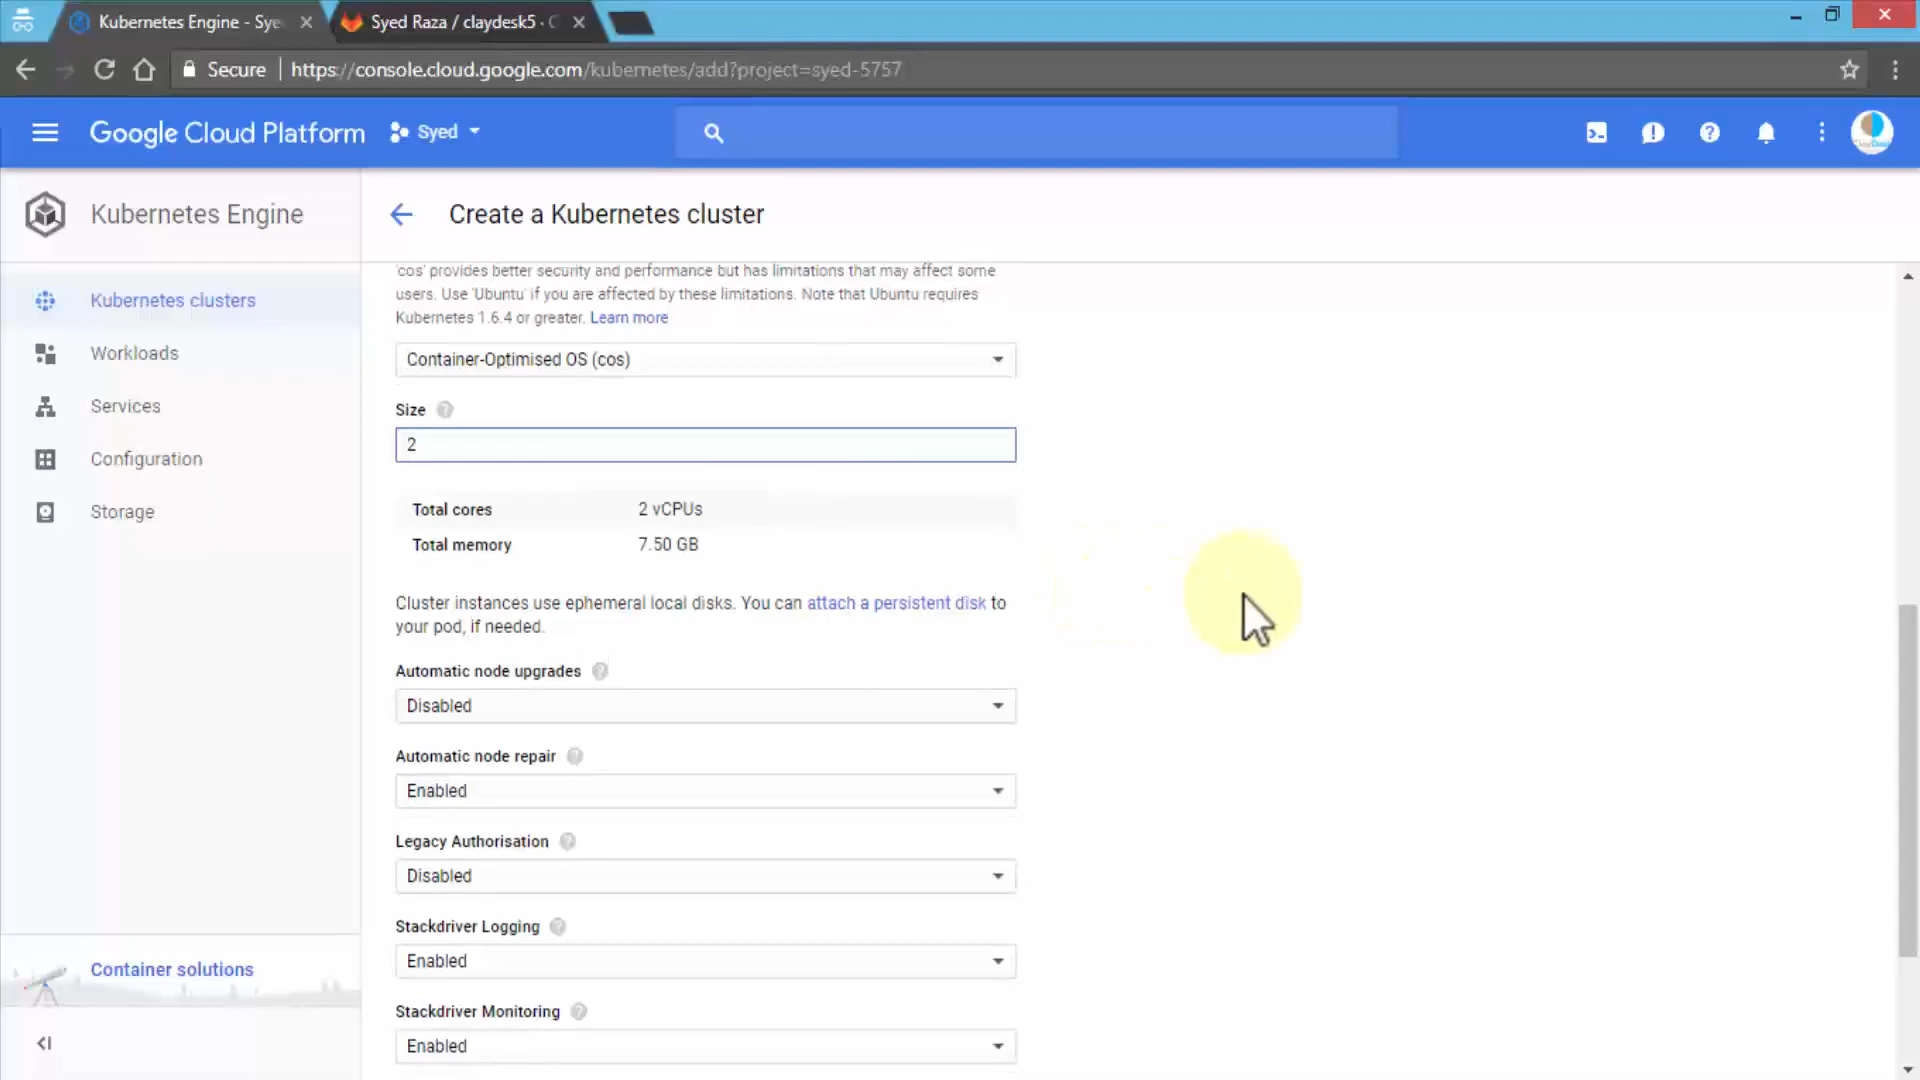 Kubernetes Engine - Sye
Syed Raza / claydesk5 ·
Secure
https://console.cloud.google.com/kubernetes/add?project=syed-5757
Google Cloud Platform
Syed
Kubernetes Engine
Create a Kubernetes cluster
Kubernetes clusters
Workloads
Services
Configuration
Storage
Container solutions
'cos' provides better security and performance but has limitations that may affect some
users. Use 'Ubuntu' if you are affected by these limitations. Note that Ubuntu requires
Kubernetes 1.6.4 or greater. Learn more
Container-Optimised OS (cos)
Size
2
Total cores 2 vCPUs
Total memory 7.50 GB
Cluster instances use ephemeral local disks. You can attach a persistent disk to
your pod, if needed.
Automatic node upgrades
Disabled
Automatic node repair
Enabled
Legacy Authorisation
Disabled
Stackdriver Logging
Enabled
Stackdriver Monitoring
Enabled